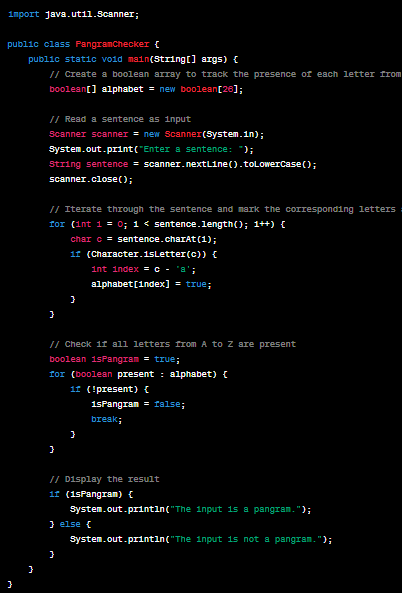 import java.util.Scanner;
public class PangramChecker {
public static void main(String[] args) {
// Create a boolean array to track the presence of each letter from
boolean[] alphabet = new boolean[26];
// Read a sentence as input
Scanner scanner = new Scanner(System.in);
System.out.print("Enter a sentence: ");
String sentence = scanner.nextLine().toLowerCase();
scanner.close();
// Iterate through the sentence and mark the corresponding letters
for (int i = 0; i < sentence.length(); i++) {
char c = sentence.charAt(i);
if (Character.isLetter(c)) {
int index = c - 'a';
alphabet[index] = true;
}
}
// Check if all letters from A to Z are present
boolean isPangram = true;
for (boolean present : alphabet) {
if (!present) {
isPangram = false;
break;
}
}
// Display the result
if (isPangram) {
System.out.println("The input is a pangram.");
} else {
System.out.println("The input is not a pangram.");
}
}
}